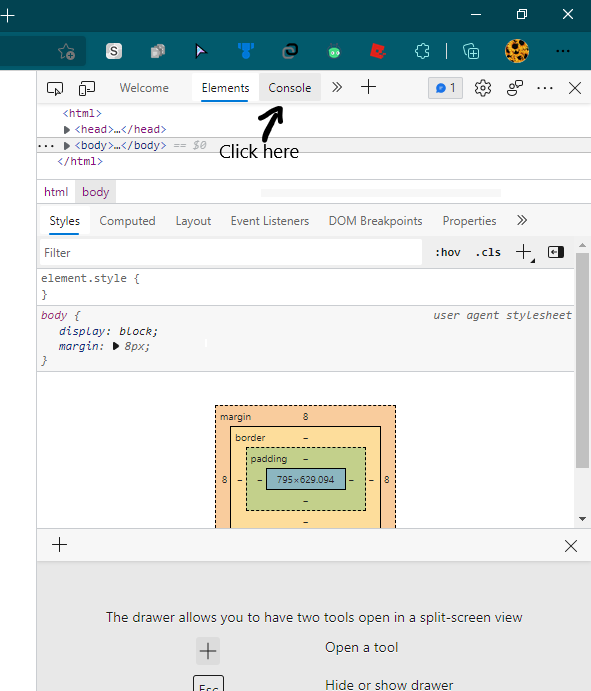 S
Welcome
Elements
Console
1
<html>
<head>…</head>
<body>…</body> == $0
</html>
Click here
html
body
Styles
Computed
Layout
Event Listeners
DOM Breakpoints
Properties
Filter
:hov
.cls
element.style {
}
body {
user agent stylesheet
display: block;
margin: 8px;
}
margin
8
border
–
padding
–
8
–
–
795×629.094
–
–
8
–
–
The drawer allows you to have two tools open in a split-screen view
Open a tool
Esc
Hide or show drawer